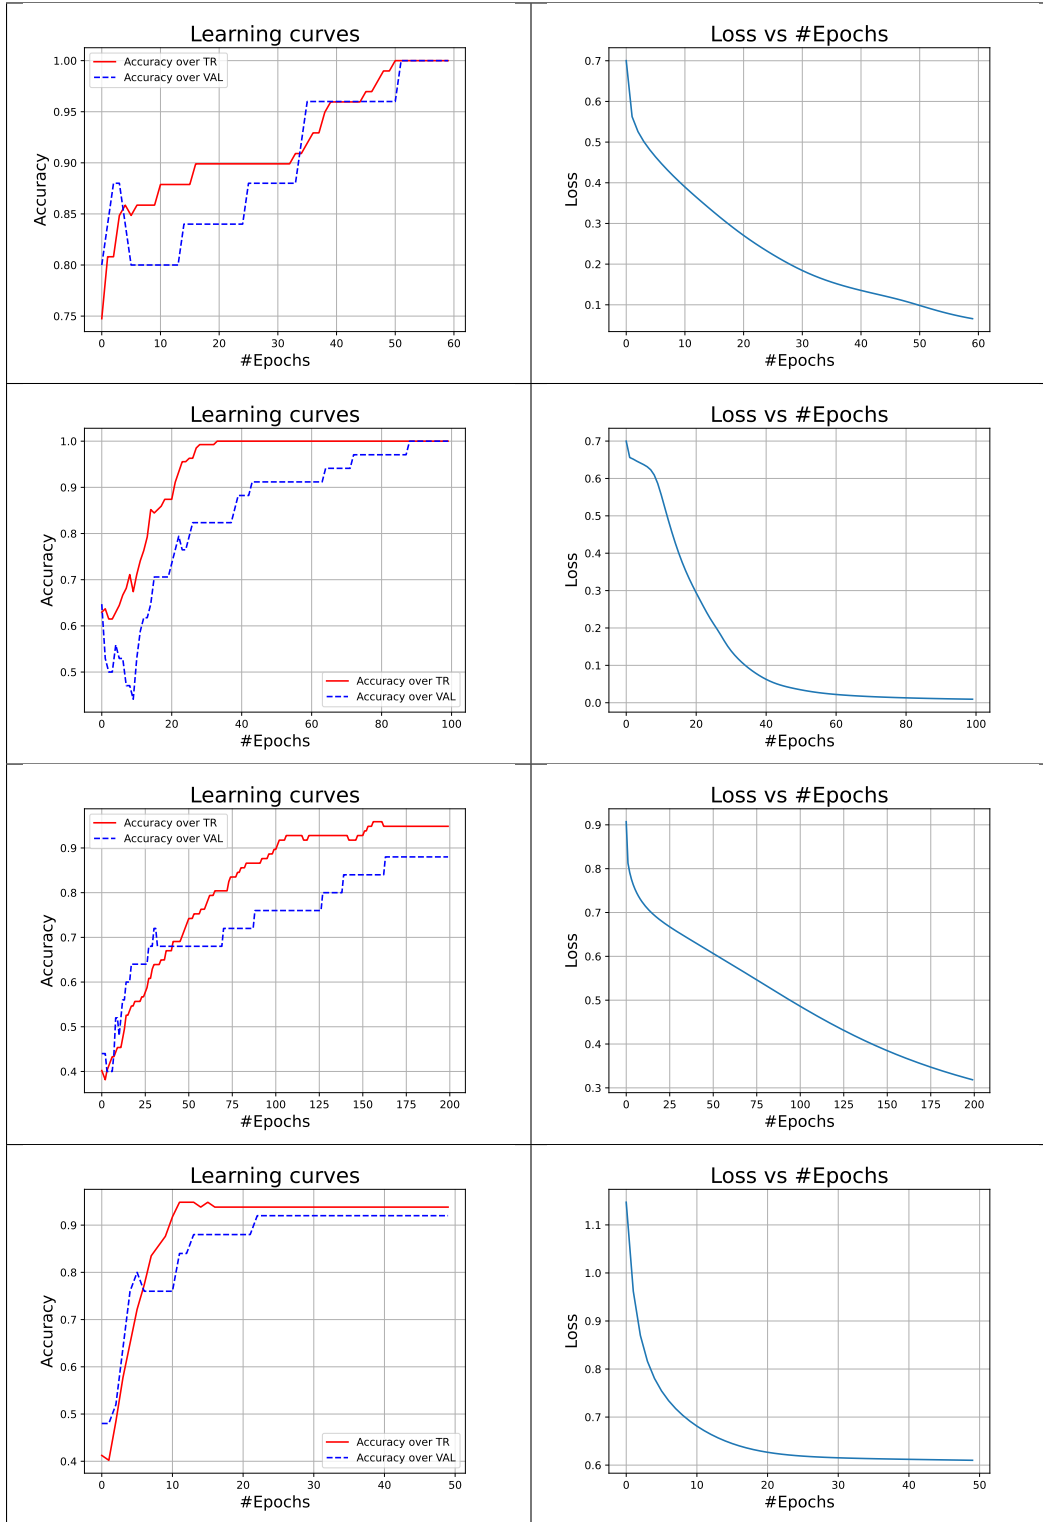 Learning curves
Accuracy over TR
Accuracy over VAL
1.00
0.95
0.90
0.85
0.80
0.75
Accuracy
0 10 20 30 40 50 60
#Epochs
Loss vs #Epochs
0.7
0.6
0.5
0.4
0.3
0.2
0.1
Loss
0 10 20 30 40 50 60
#Epochs
Learning curves
1.0
0.9
0.8
0.7
0.6
0.5
Accuracy
Accuracy over TR
Accuracy over VAL
0 20 40 60 80 100
#Epochs
Loss vs #Epochs
0.7
0.6
0.5
0.4
0.3
0.2
0.1
0.0
Loss
0 20 40 60 80 100
#Epochs
Learning curves
Accuracy over TR
Accuracy over VAL
0.9
0.8
0.7
0.6
0.5
0.4
Accuracy
0 25 50 75 100 125 150 175 200
#Epochs
Loss vs #Epochs
0.9
0.8
0.7
0.6
0.5
0.4
0.3
Loss
0 25 50 75 100 125 150 175 200
#Epochs
Learning curves
0.9
0.8
0.7
0.6
0.5
0.4
Accuracy
Accuracy over TR
Accuracy over VAL
0 10 20 30 40 50
#Epochs
Loss vs #Epochs
1.1
1.0
0.9
0.8
0.7
0.6
Loss
0 10 20 30 40 50
#Epochs